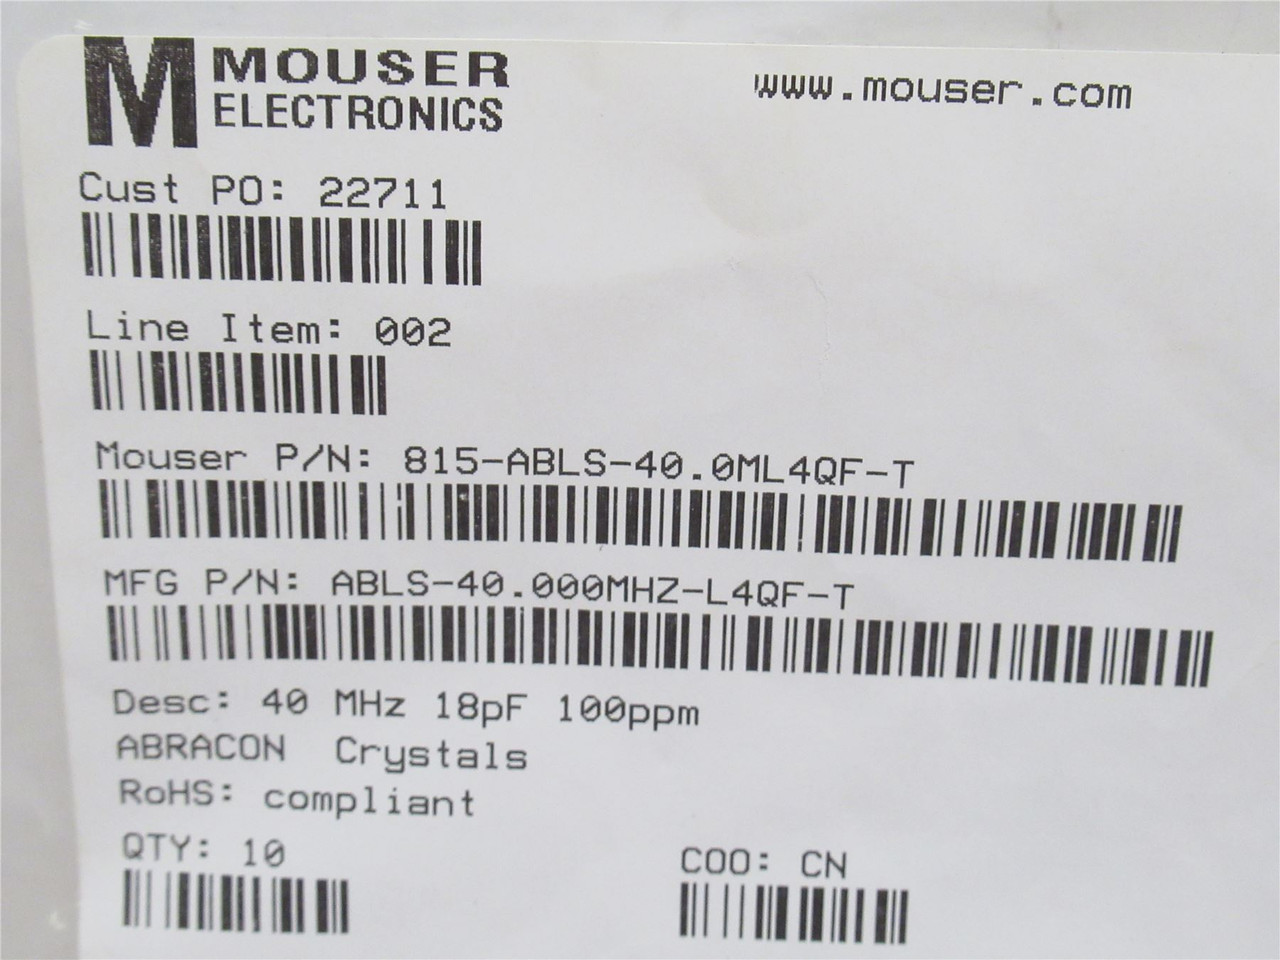 M MOUSER
ELECTRONICS
www.mouser.com
Cust PO: 22711
Line Item: 002
Mouser P/N: 815-ABLS-40.0ML4QF-T
MFG P/N: ABLS-40.000MHZ-L4QF-T
Desc: 40 MHz 18pF 100ppm
ABRACON Crystals
RoHS: compliant
QTY: 10
COO: CN